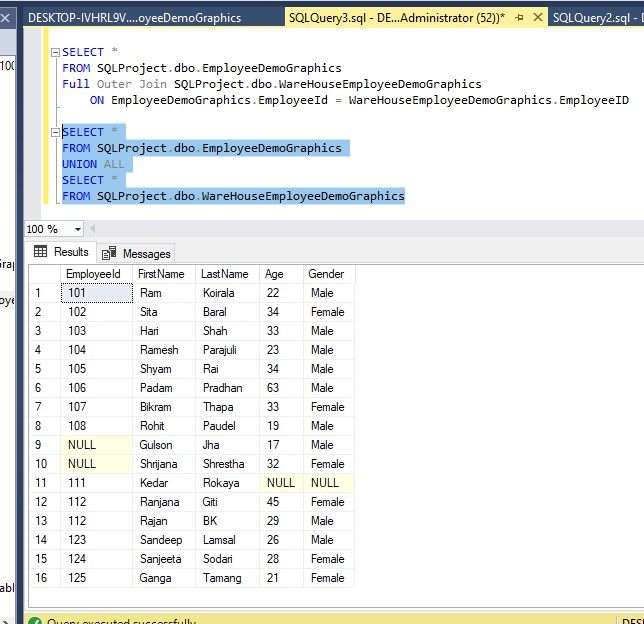 DESKTOP-IVHRL9V....oyeeDemoGraphics SQLQuery3.sql - DE...Administrator (52))* SQLQuery2.sql - D
SELECT *
FROM SQLProject.dbo.EmployeeDemoGraphics
Full Outer Join SQLProject.dbo.WareHouseEmployeeDemoGraphics
ON EmployeeDemoGraphics.EmployeeId = WareHouseEmployeeDemoGraphics.EmployeeID
SELECT *
FROM SQLProject.dbo.EmployeeDemoGraphics
UNION ALL
SELECT *
FROM SQLProject.dbo.WareHouseEmployeeDemoGraphics
100 %
Results Messages
EmployeeId FirstName LastName Age Gender
1 101 Ram Koirala 22 Male
2 102 Sita Baral 34 Female
3 103 Hari Shah 33 Male
4 104 Ramesh Parajuli 23 Male
5 105 Shyam Rai 34 Male
6 106 Padam Pradhan 63 Male
7 107 Bikram Thapa 33 Female
8 108 Rohit Paudel 19 Male
9 NULL Gulson Jha 17 Male
10 NULL Shrijana Shrestha 32 Female
11 111 Kedar Rokaya NULL NULL
12 112 Ranjana Giti 45 Female
13 112 Rajan BK 29 Male
14 123 Sandeep Lamsal 26 Male
15 124 Sanjeeta Sodari 28 Female
16 125 Ganga Tamang 21 Female
Query executed successfully.